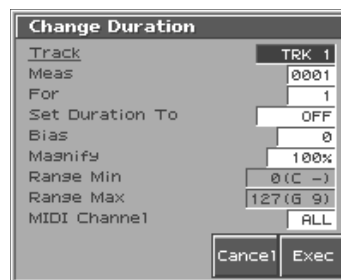 Change Duration
Track TRK 1
Meas 0001
For 1
Set Duration To OFF
Bias 0
Magnify 100%
Range Min 0(C -)
Range Max 127(G 9)
MIDI Channel ALL
Cancel Exec